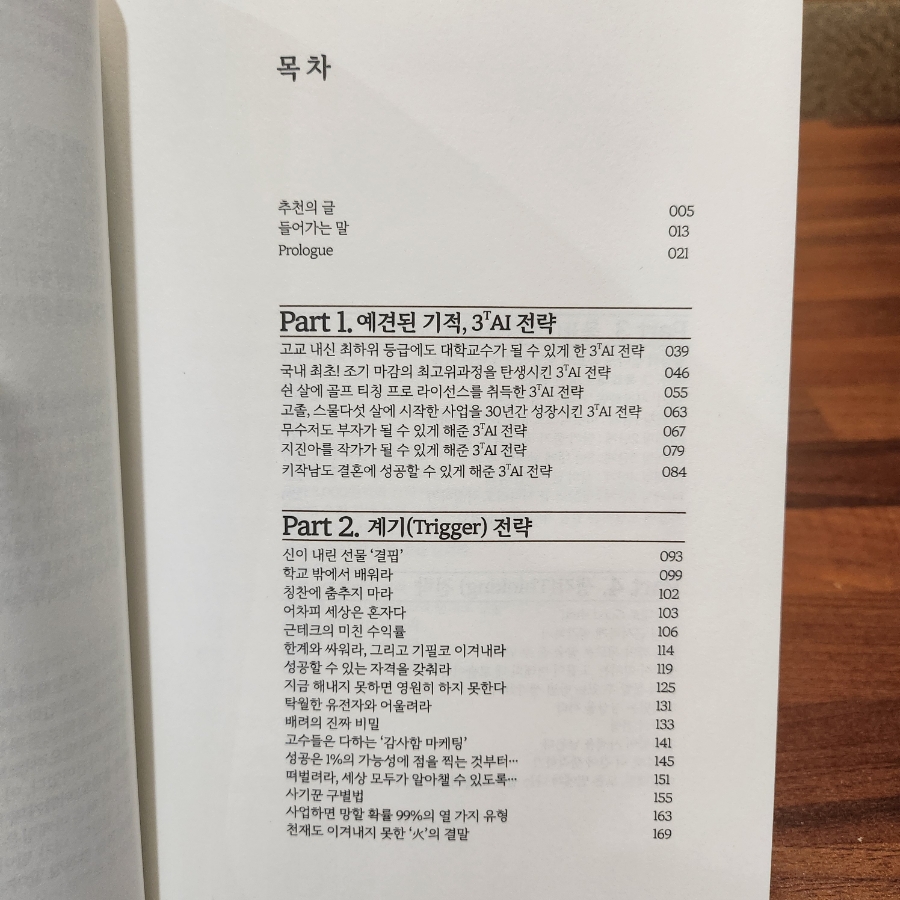 목차
추천의 글 005
들어가는 말 013
Prologue 021
Part 1. 예견된 기적, 3ᵀAI 전략
고교 내신 최하위 등급에도 대학교수가 될 수 있게 한 3ᵀAI 전략 039
국내 최초! 조기 마감의 최고위과정을 탄생시킨 3ᵀAI 전략 046
쉰 살에 골프 티칭 프로 라이선스를 취득한 3ᵀAI 전략 055
고졸, 스물다섯 살에 시작한 사업을 30년간 성장시킨 3ᵀAI 전략 063
무수저도 부자가 될 수 있게 해준 3ᵀAI 전략 067
지진아를 작가가 될 수 있게 해준 3ᵀAI 전략 079
키작남도 결혼에 성공할 수 있게 해준 3ᵀAI 전략 084
Part 2. 계기(Trigger) 전략
신이 내린 선물 ‘결핍’ 093
학교 밖에서 배워라 099
칭찬에 춤추지 마라 102
어차피 세상은 혼자다 103
근테크의 미친 수익률 106
한계와 싸워라, 그리고 기필코 이겨내라 114
성공할 수 있는 자격을 갖춰라 119
지금 해내지 못하면 영원히 하지 못한다 125
탁월한 유전자와 어울려라 131
배려의 진짜 비밀 133
고수들은 다하는 ‘감사합 마케팅’ 141
성공은 1%의 가능성에 점을 찍는 것부터… 145
떠벌려라, 세상 모두가 알아챌 수 있도록… 151
사기꾼 구별법 155
사업하면 망할 확률 99%의 열 가지 유형 163
천재도 이겨내지 못한 ‘火’의 결말 169